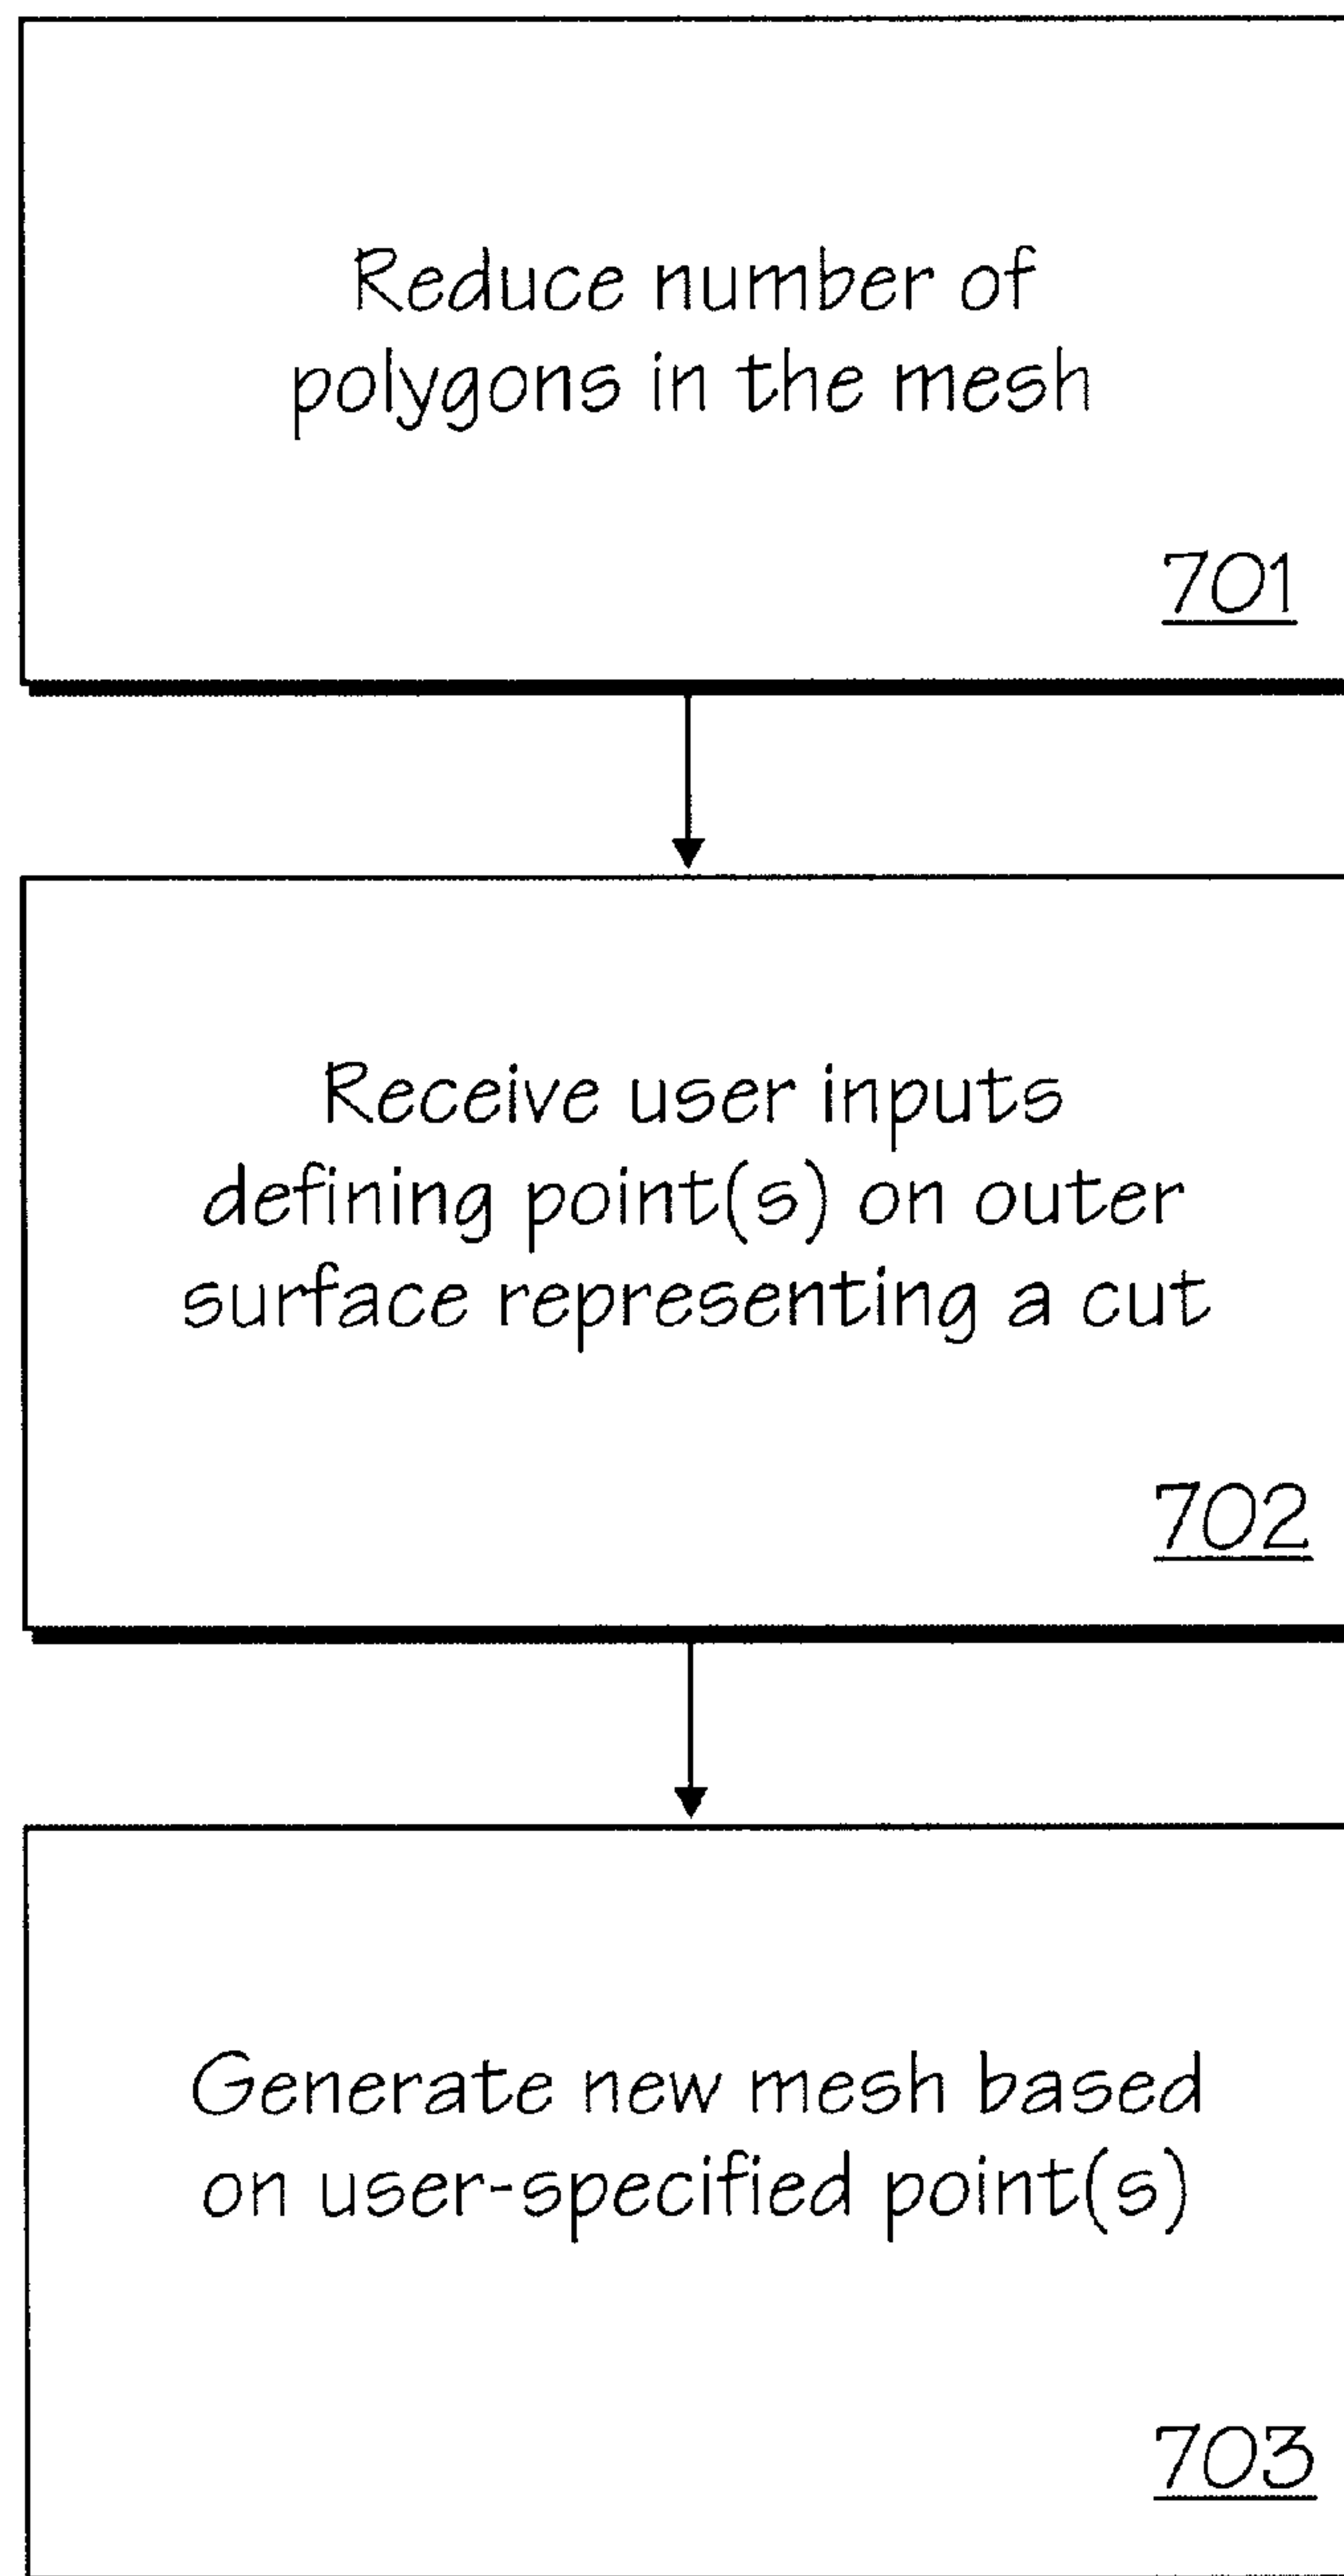 Reduce number of
polygons in the mesh
701
Receive user inputs
defining point(s) on outer
surface representing a cut
702
Generate new mesh based
on user-specified point(s)
703